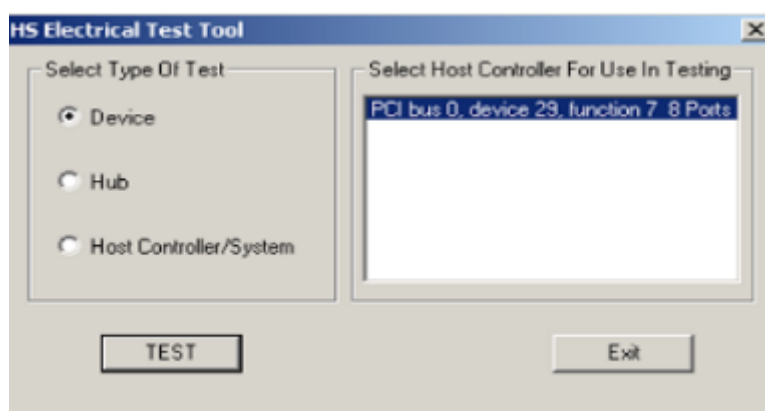 HS Electrical Test Tool
Select Type Of Test
Device
Hub
Host Controller/System
Select Host Controller For Use In Testing
PCI bus 0, device 29, function 7 8 Ports
TEST
Exit